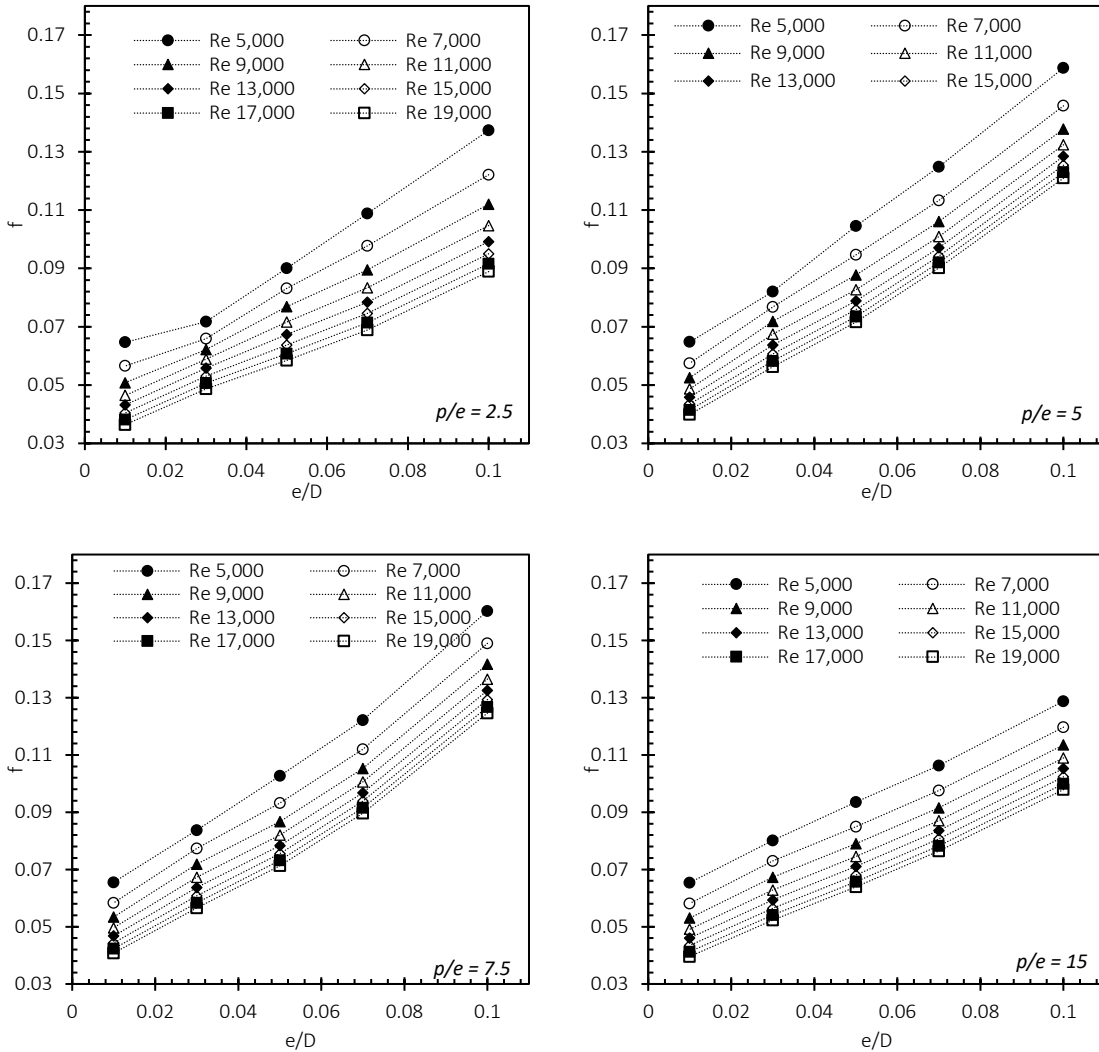 0.17
0.15
0.13
0.11
0.09
0.07
0.05
0.03
f
Re 5,000 Re 7,000
Re 9,000 Re 11,000
Re 13,000 Re 15,000
Re 17,000 Re 19,000
p/e = 2.5
0 0.02 0.04 0.06 0.08 0.1
e/D
0.17
0.15
0.13
0.11
0.09
0.07
0.05
0.03
f
Re 5,000 Re 7,000
Re 9,000 Re 11,000
Re 13,000 Re 15,000
p/e = 5
0 0.02 0.04 0.06 0.08 0.1
e/D
0.17
0.15
0.13
0.11
0.09
0.07
0.05
0.03
f
Re 5,000 Re 7,000
Re 9,000 Re 11,000
Re 13,000 Re 15,000
Re 17,000 Re 19,000
p/e = 7.5
0 0.02 0.04 0.06 0.08 0.1
e/D
0.17
0.15
0.13
0.11
0.09
0.07
0.05
0.03
f
Re 5,000 Re 7,000
Re 9,000 Re 11,000
Re 13,000 Re 15,000
Re 17,000 Re 19,000
p/e = 15
0 0.02 0.04 0.06 0.08 0.1
e/D